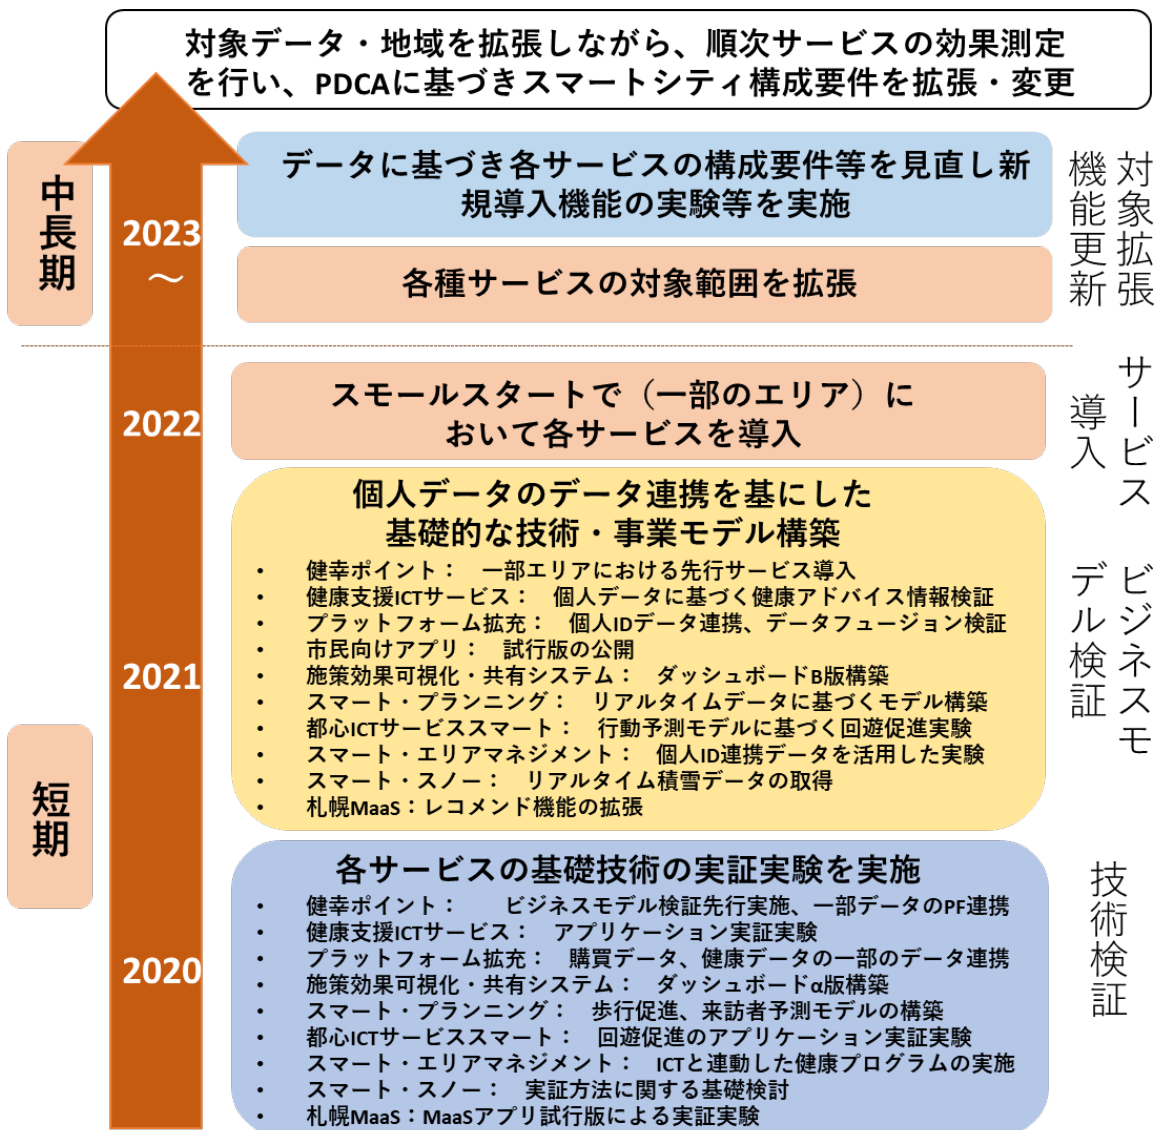 対象データ・地域を拡張しながら、順次サービスの効果測定
を行い、PDCAに基づきスマートシティ構成要件を拡張・変更
中長期
2023
～
データに基づき各サービスの構成要件等を見直し新
規導入機能の実験等を実施
各種サービスの対象範囲を拡張
対象拡張
機能更新
2022
スモールスタートで（一部のエリア）に
おいて各サービスを導入
サービス
導入
短期
2021
個人データのデータ連携を基にした
基礎的な技術・事業モデル構築
・ 健幸ポイント： 一部エリアにおける先行サービス導入
・ 健康支援ICTサービス： 個人データに基づく健康アドバイス情報検証
・ プラットフォーム拡充： 個人IDデータ連携、データフュージョン検証
・ 市民向けアプリ： 試行版の公開
・ 施策効果可視化・共有システム： ダッシュボードB版構築
・ スマート・プランニング： リアルタイムデータに基づくモデル構築
・ 都心ICTサービススマート： 行動予測モデルに基づく回遊促進実験
・ スマート・エリアマネジメント： 個人ID連携データを活用した実験
・ スマート・スノー： リアルタイム積雪データの取得
・ 札幌MaaS：レコメンド機能の拡張
ビジネスモ
デル検証
2020
各サービスの基礎技術の実証実験を実施
・ 健幸ポイント： ビジネスモデル検証先行実施、一部データのPF連携
・ 健康支援ICTサービス： アプリケーション実証実験
・ プラットフォーム拡充： 購買データ、健康データの一部のデータ連携
・ 施策効果可視化・共有システム： ダッシュボードα版構築
・ スマート・プランニング： 歩行促進、来訪者予測モデルの構築
・ 都心ICTサービススマート： 回遊促進のアプリケーション実証実験
・ スマート・エリアマネジメント： ICTと連動した健康プログラムの実施
・ スマート・スノー： 実証方法に関する基礎検討
・ 札幌MaaS：MaaSアプリ試行版による実証実験
技術検証